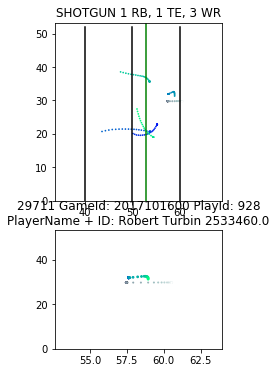 SHOTGUN 1 RB, 1 TE, 3 WR
50
40
30
20
10
0
40 50 60
29711 GameId: 2017101600 PlayId: 928
PlayerName + ID: Robert Turbin 2533460.0
40
20
0
55.0 57.5 60.0 62.5